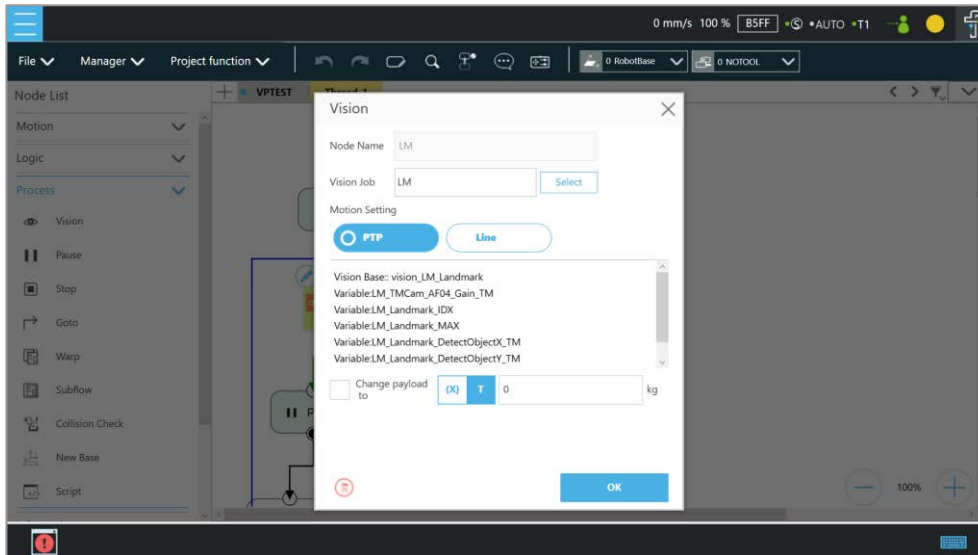 0 mm/s 100 % B5FF S AUTO T1
File Manager Project function 0 RobotBase 0 NOTOOL
Node List
VPTEST Thread_1
Motion
Logic
Process
Vision
Pause
Stop
Goto
Warp
Subflow
Collision Check
New Base
Script
Vision
Node Name LM
Vision Job LM Select
Motion Setting
PTP Line
Vision Base:: vision_LM_Landmark
Variable:LM_TMCam_AF04_Gain_TM
Variable:LM_Landmark_IDX
Variable:LM_Landmark_MAX
Variable:LM_Landmark_DetectObjectX_TM
Variable:LM_Landmark_DetectObjectY_TM
Change payload
to (X) T 0 kg
P
OK
100%